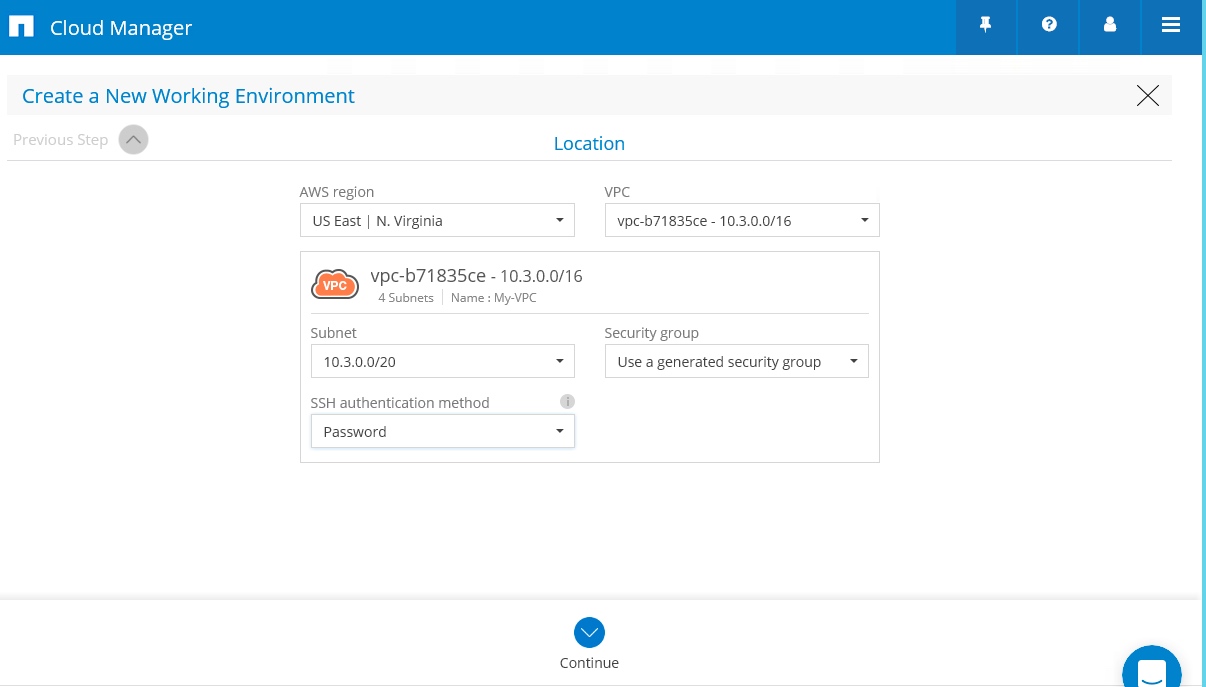 Cloud Manager
Create a New Working Environment
Previous Step
Location
AWS region
VPC
US East | N. Virginia
vpc-b71835ce - 10.3.0.0/16
VPC
vpc-b71835ce - 10.3.0.0/16
4 Subnets | Name : My-VPC
Subnet
Security group
10.3.0.0/20
Use a generated security group
SSH authentication method
Password
Continue